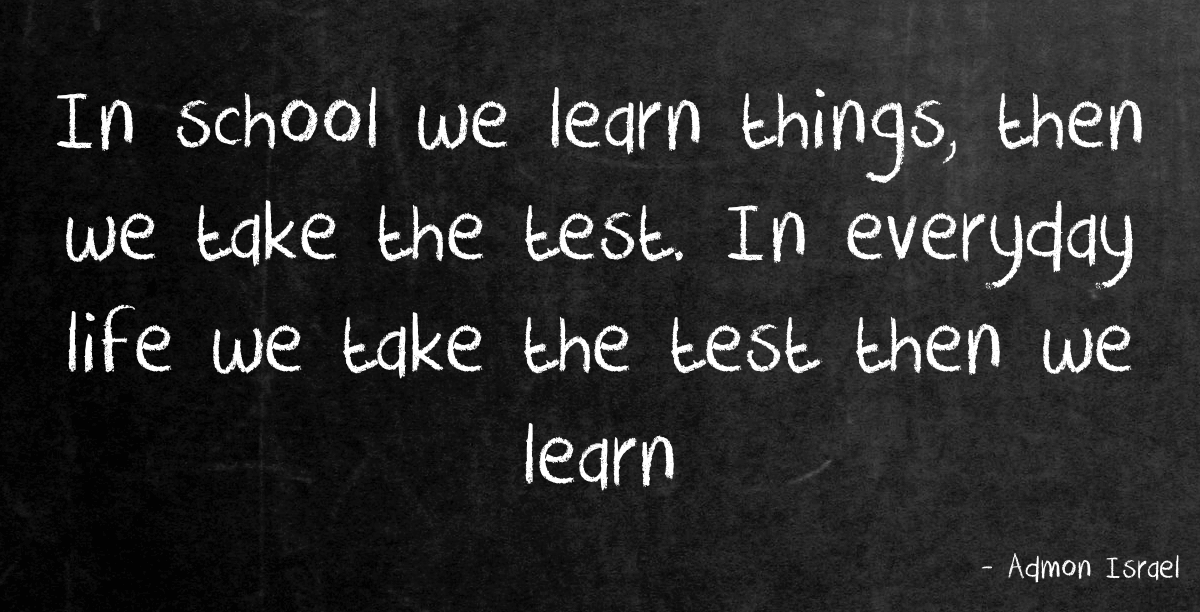 In school we learn things, then
we take the test. In everyday
life we take the test then we
learn
- Admon Israel